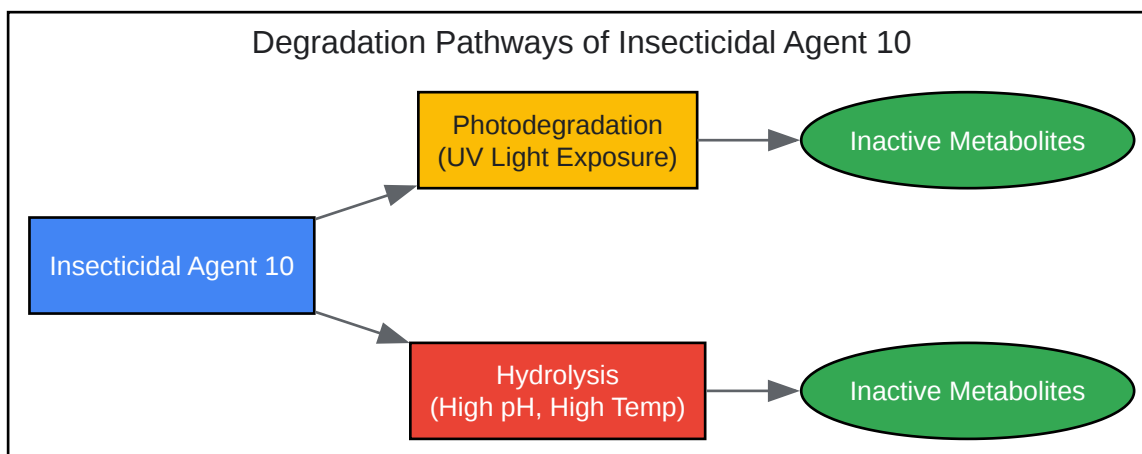 Degradation Pathways of Insecticidal Agent 10
Photodegradation
(UV Light Exposure)
Inactive Metabolites
Insecticidal Agent 10
Hydrolysis
(High pH, High Temp)
Inactive Metabolites